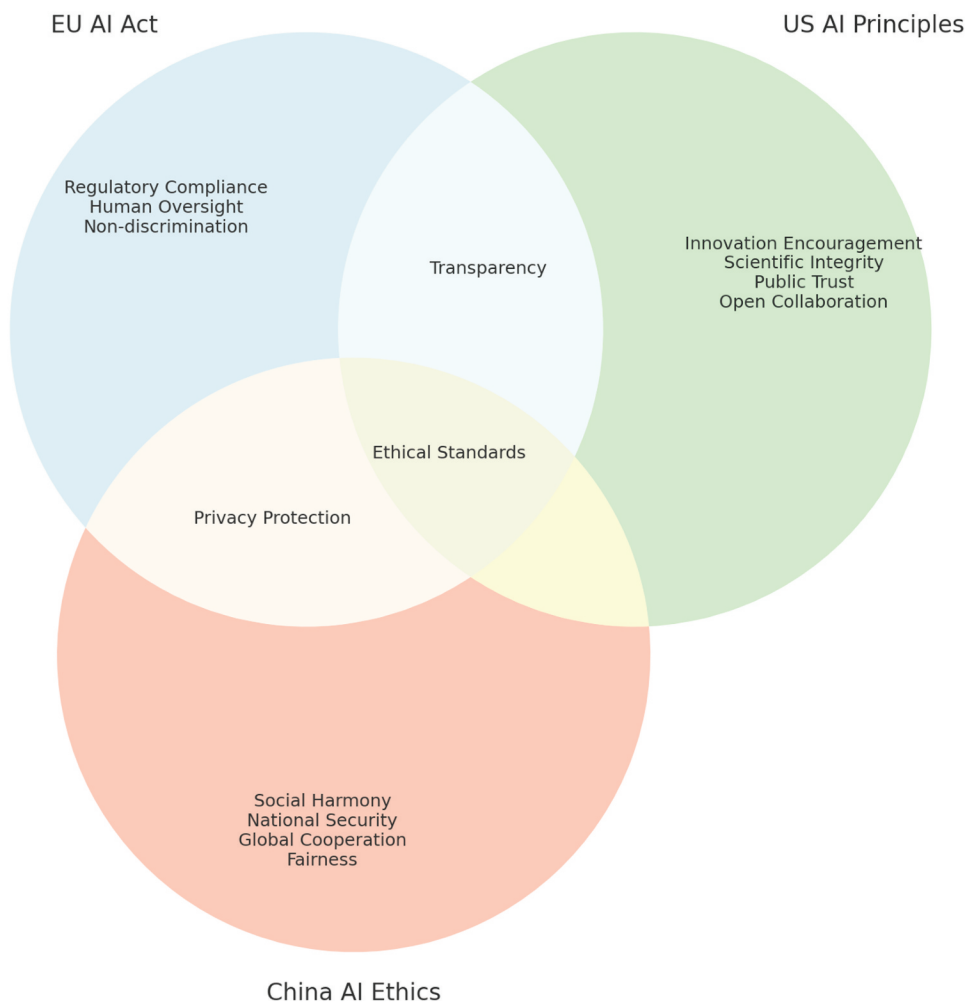 EU AI Act
US AI Principles
Regulatory Compliance
Human Oversight
Non-discrimination
Transparency
Innovation Encouragement
Scientific Integrity
Public Trust
Open Collaboration
Ethical Standards
Privacy Protection
Social Harmony
National Security
Global Cooperation
Fairness
China AI Ethics